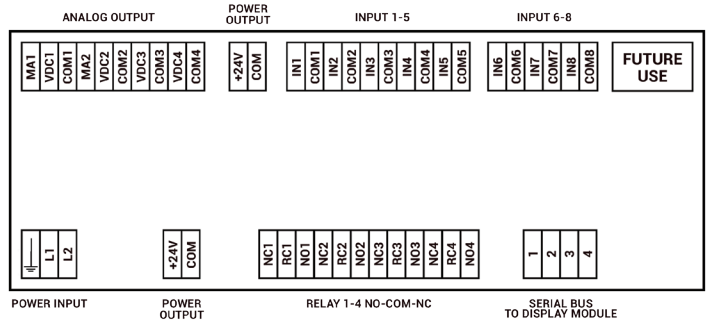 ANALOG OUTPUT
POWER
OUTPUT
INPUT 1-5
INPUT 6-8
MA1
VDC1
COM1
MA2
VDC2
COM2
VDC3
COM3
VDC4
COM4
+24V
COM
IN1
COM1
IN2
COM2
IN3
COM3
IN4
COM4
IN5
COM5
IN6
COM6
IN7
COM7
IN8
COM8
FUTURE
USE
L1
L2
+24V
COM
NC1
RC1
NO1
NC2
RC2
NO2
NC3
RC3
NO3
NC4
RC4
NO4
1
2
3
4
POWER INPUT
POWER
OUTPUT
RELAY 1-4 NO-COM-NC
SERIAL BUS
TO DISPLAY MODULE